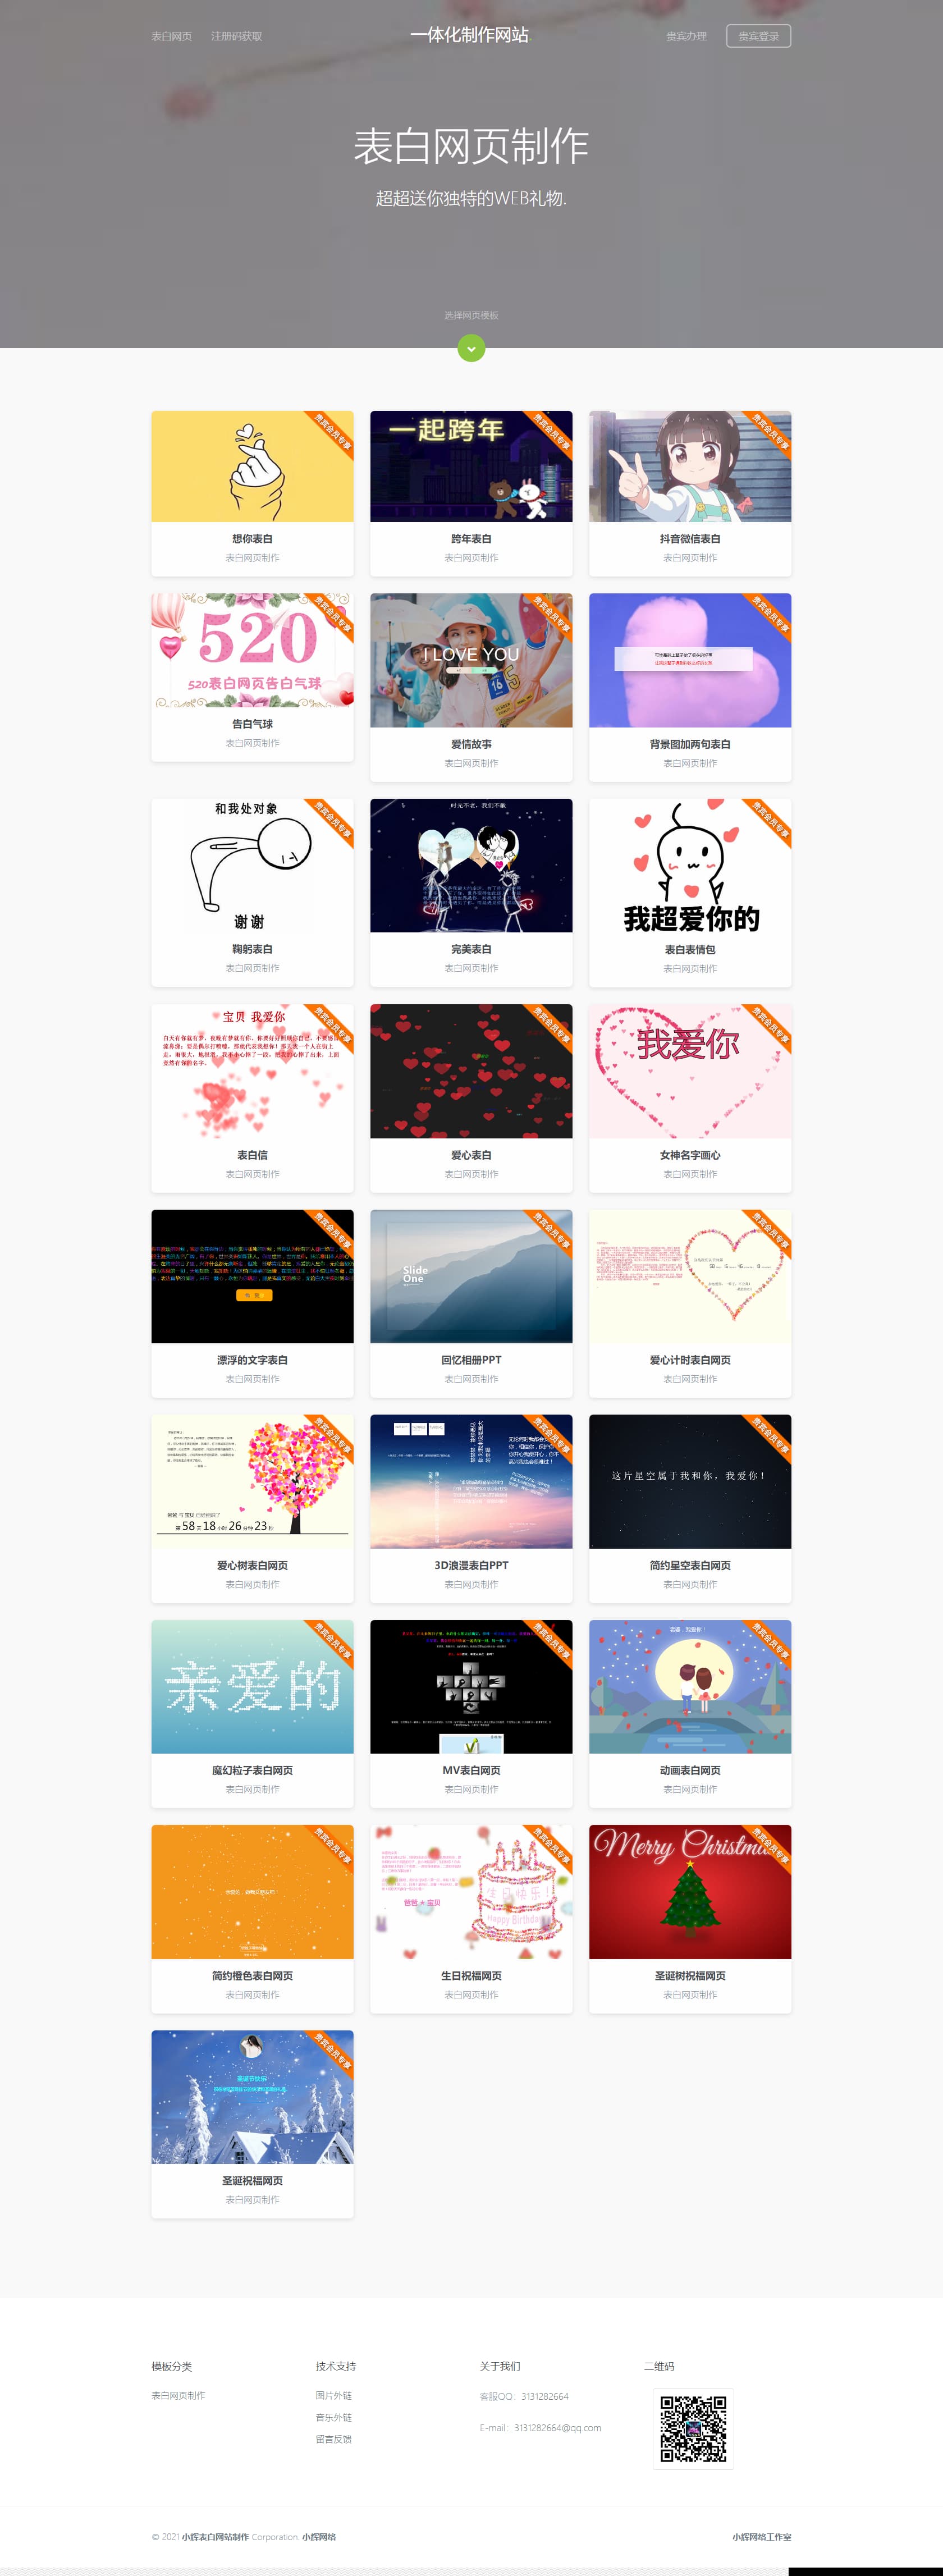 表白网页
注册码获取
一体化制作网站.
贵宾办理
贵宾登录
表白网页制作
超超送你独特的WEB礼物.
选择网页模板
贵宾会员专享
贵宾会员专享
贵宾会员专享
一起跨年
想你表白
跨年表白
抖音微信表白
表白网页制作
表白网页制作
表白网页制作
贵宾会员专享
贵宾会员专享
贵宾会员专享
520
520表白网页告白气球
I LOVE YOU
告白气球
爱情故事
背景图加两句表白
表白网页制作
表白网页制作
表白网页制作
贵宾会员专享
贵宾会员专享
和我处对象
谢谢
时光不老，我们不散
我超爱你的
鞠躬表白
完美表白
表白表情包
表白网页制作
表白网页制作
表白网页制作
贵宾会员专享
贵宾会员专享
贵宾会员专享
宝贝 我爱你
我爱你
表白信
爱心表白
女神名字画心
表白网页制作
表白网页制作
表白网页制作
贵宾会员专享
贵宾会员专享
贵宾会员专享
Slide
One
漂浮的文字表白
回忆相册PPT
爱心计时表白网页
表白网页制作
表白网页制作
表白网页制作
贵宾会员专享
贵宾会员专享
贵宾会员专享
第 58 天 18 小时 26 分钟 23 秒
这片星空属于我和你，我爱你！
爱心树表白网页
3D浪漫表白PPT
简约星空表白网页
表白网页制作
表白网页制作
表白网页制作
贵宾会员专享
贵宾会员专享
贵宾会员专享
亲爱的
老婆，我爱你！
魔幻粒子表白网页
MV表白网页
动画表白网页
表白网页制作
表白网页制作
表白网页制作
贵宾会员专享
贵宾会员专享
贵宾会员专享
生日快乐
Happy Birthday
Merry Christmas
简约橙色表白网页
生日祝福网页
圣诞树祝福网页
表白网页制作
表白网页制作
表白网页制作
贵宾会员专享
圣诞节快乐
圣诞祝福网页
表白网页制作
模板分类
表白网页制作
技术支持
图片外链
音乐外链
留言反馈
关于我们
客服QQ：3131282664
E-mail：3131282664@qq.com
二维码
© 2021 小辉表白网站制作 Corporation. 小辉网络
小辉网络工作室